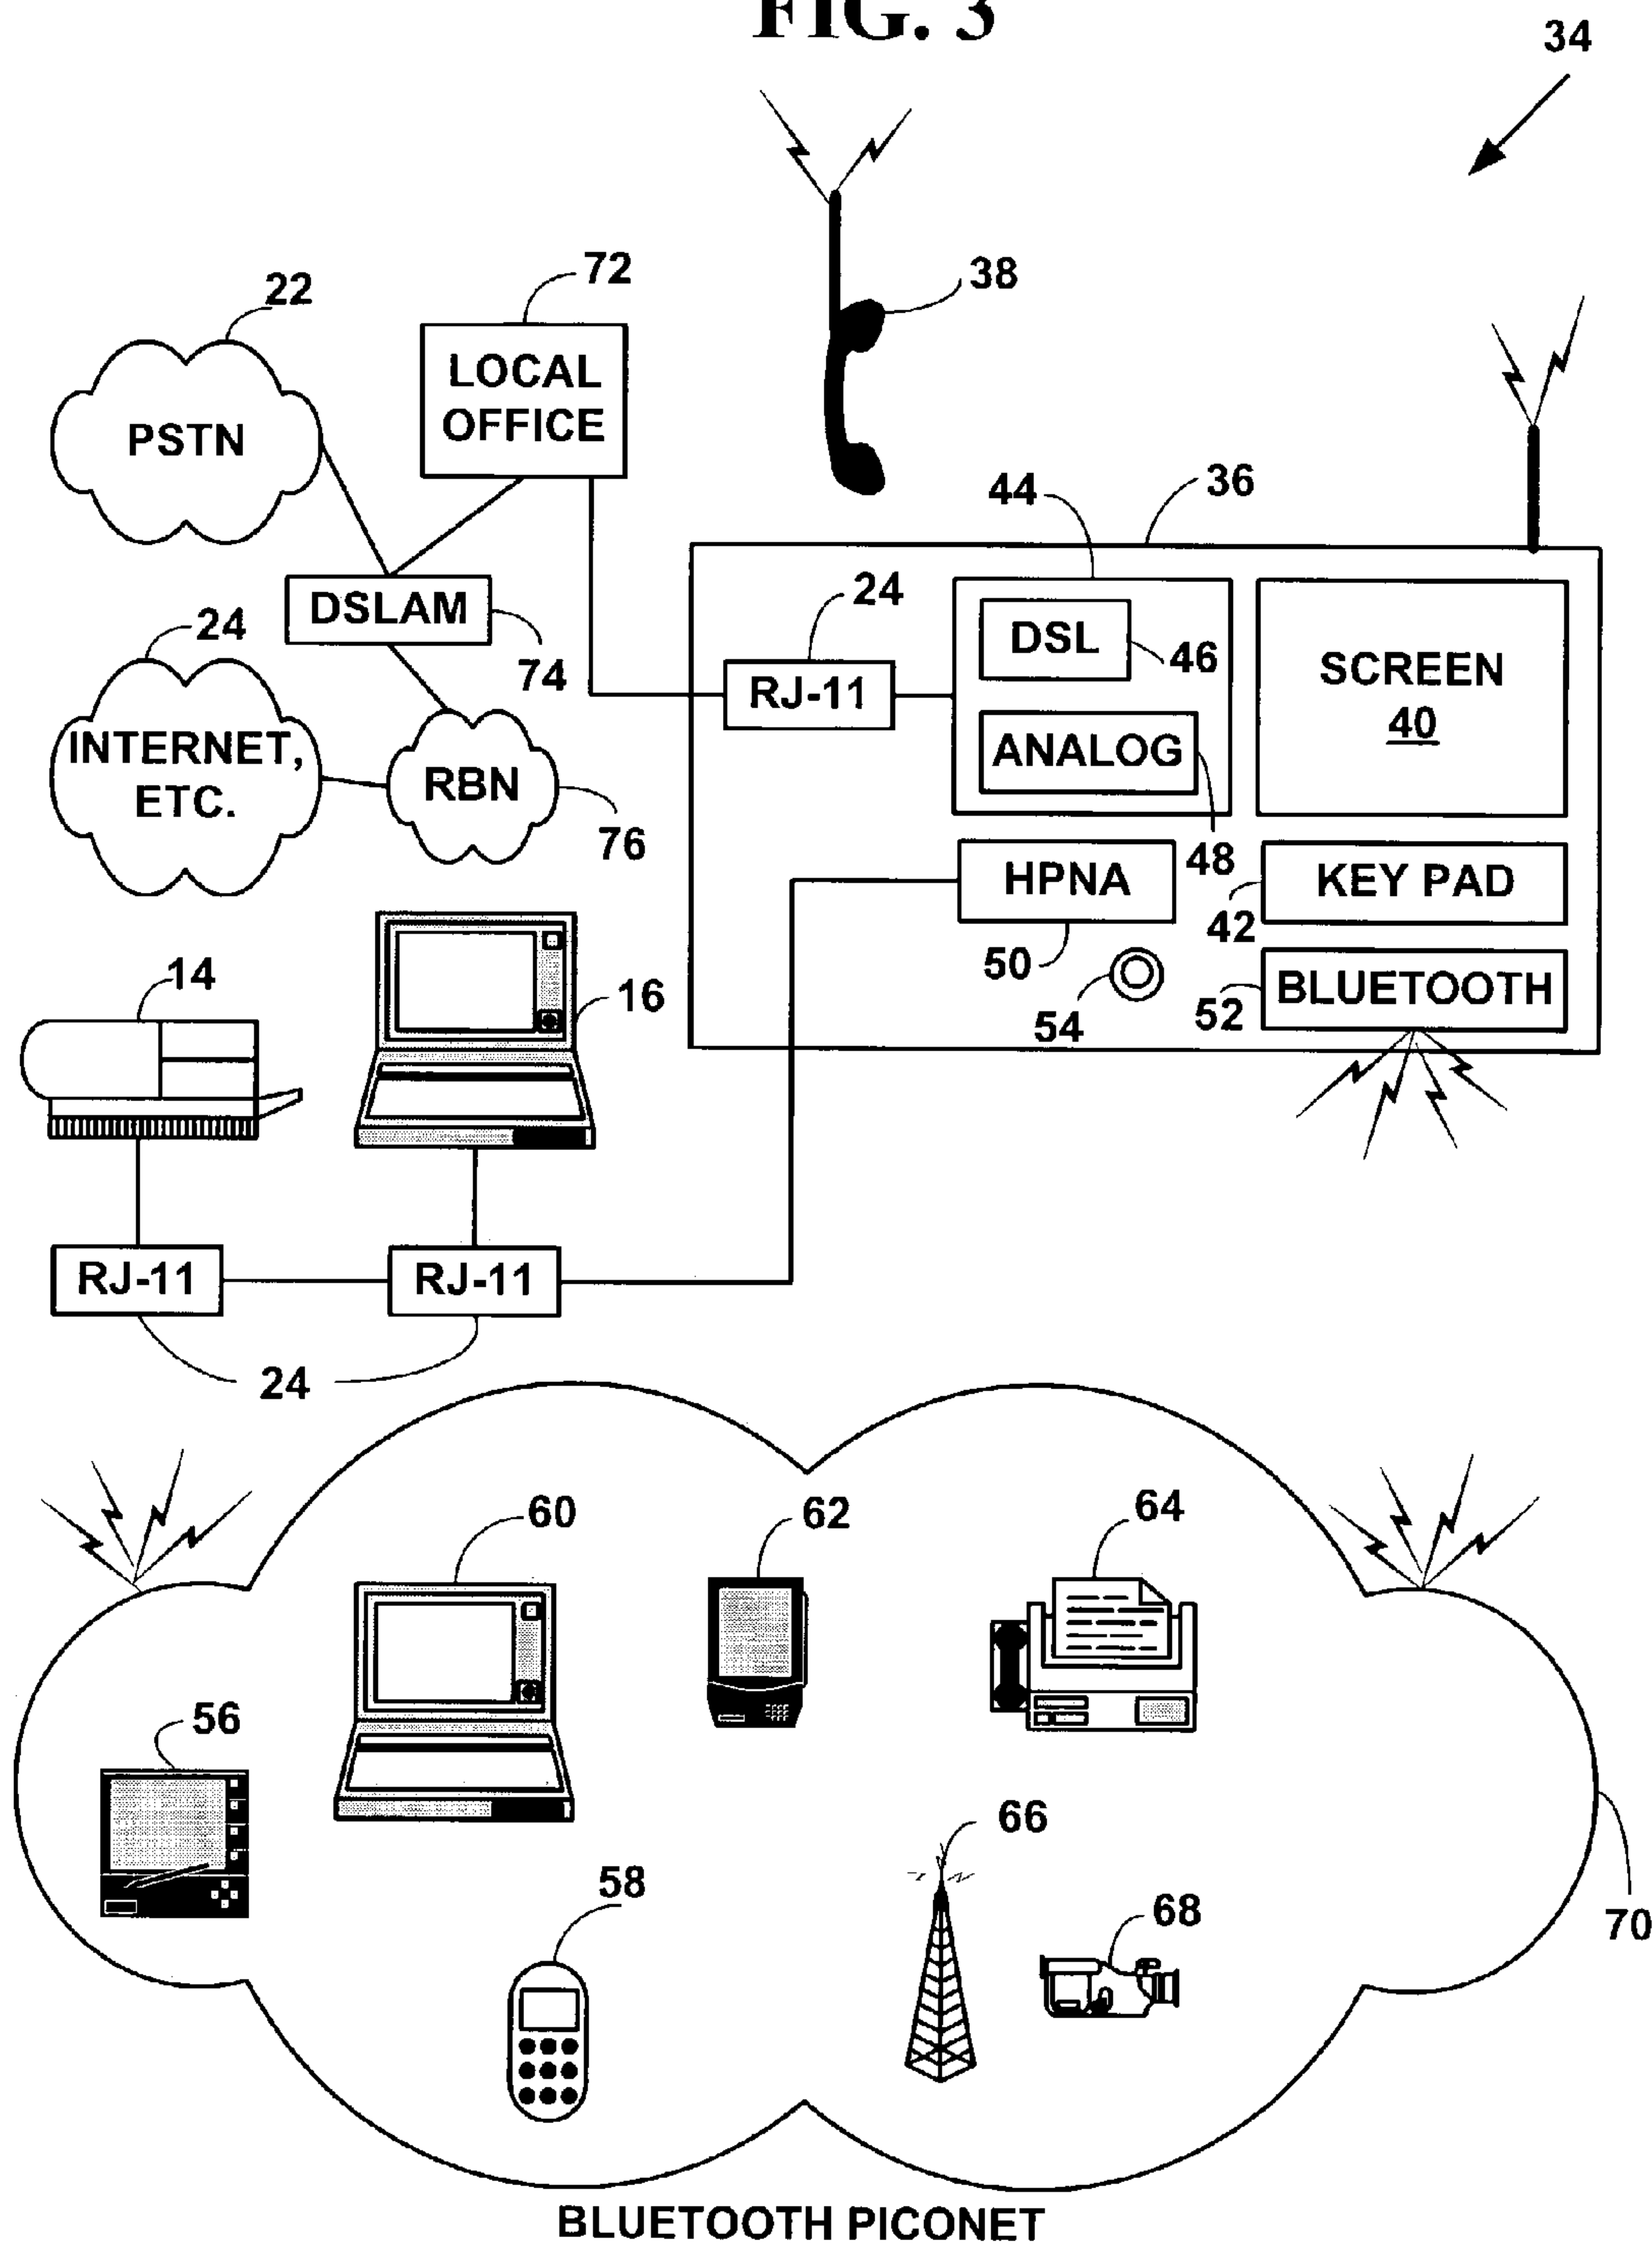 FIG. 3
34
38
72
22
LOCAL
OFFICE
PSTN
44
36
24
DSLAM
24
DSL
46
SCREEN
40
74
RJ-11
INTERNET,
ETC.
RBN
ANALOG
76
48
HPNA
KEY PAD
42
50
14
16
54
52
BLUETOOTH
RJ-11
RJ-11
24
60
62
64
56
66
58
68
70
BLUETOOTH PICONET